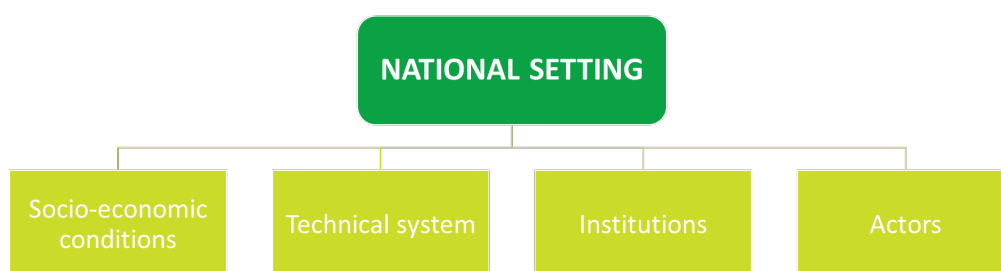 NATIONAL SETTING
Socio-economic
conditions
Technical system
Institutions
Actors